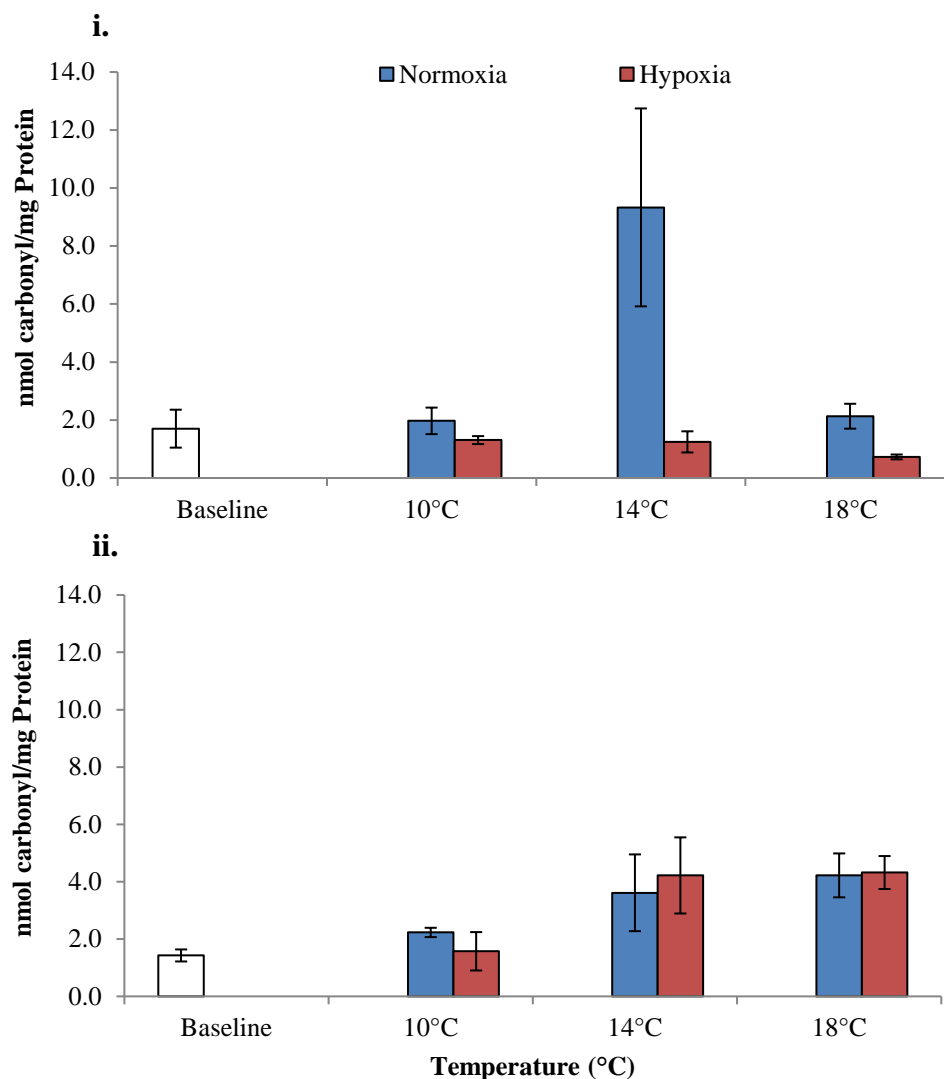 i.
Normoxia Hypoxia
14.0
12.0
10.0
8.0
6.0
4.0
2.0
0.0
nmol carbonyl/mg Protein
Baseline 10°C 14°C 18°C
ii.
14.0
12.0
10.0
8.0
6.0
4.0
2.0
0.0
nmol carbonyl/mg Protein
Baseline 10°C 14°C 18°C
Temperature (°C)